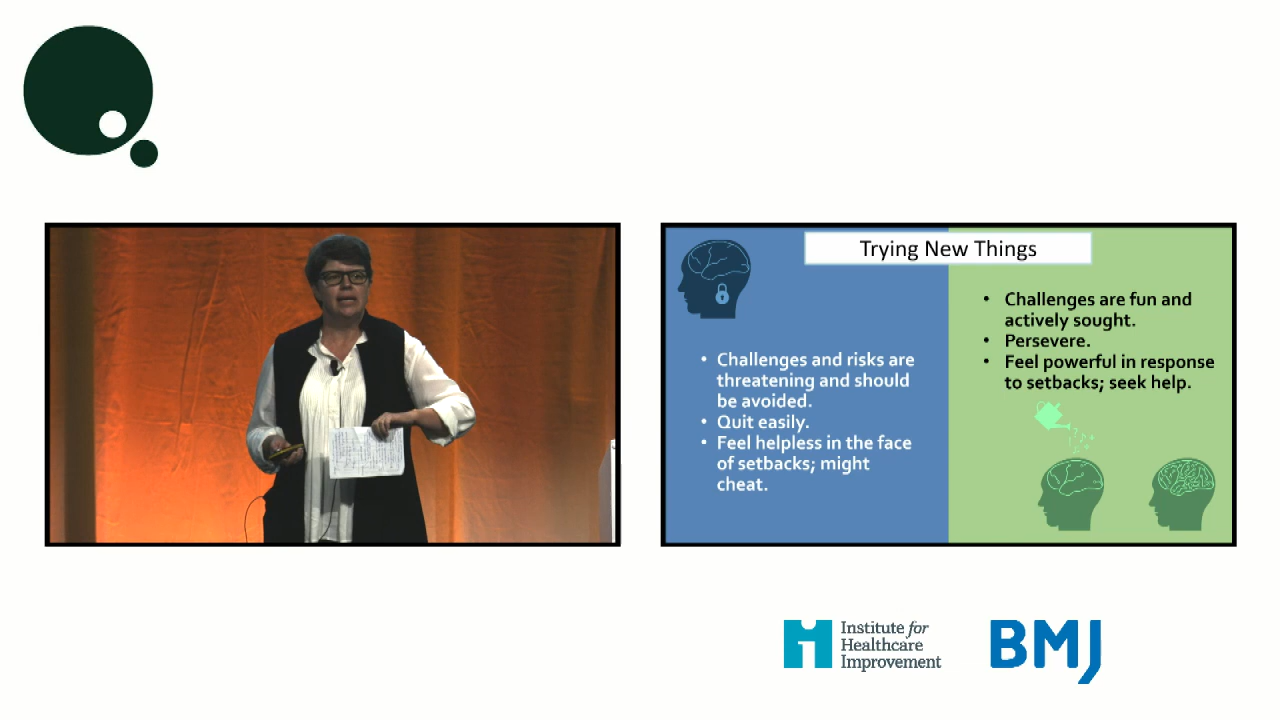 Trying New Things
• Challenges and risks are
threatening and should
be avoided.
• Quit easily.
• Feel helpless in the face
of setbacks; might
cheat.
• Challenges are fun and
actively sought.
• Persevere.
• Feel powerful in response
to setbacks; seek help.
Institute for
Healthcare
Improvement
BMJ